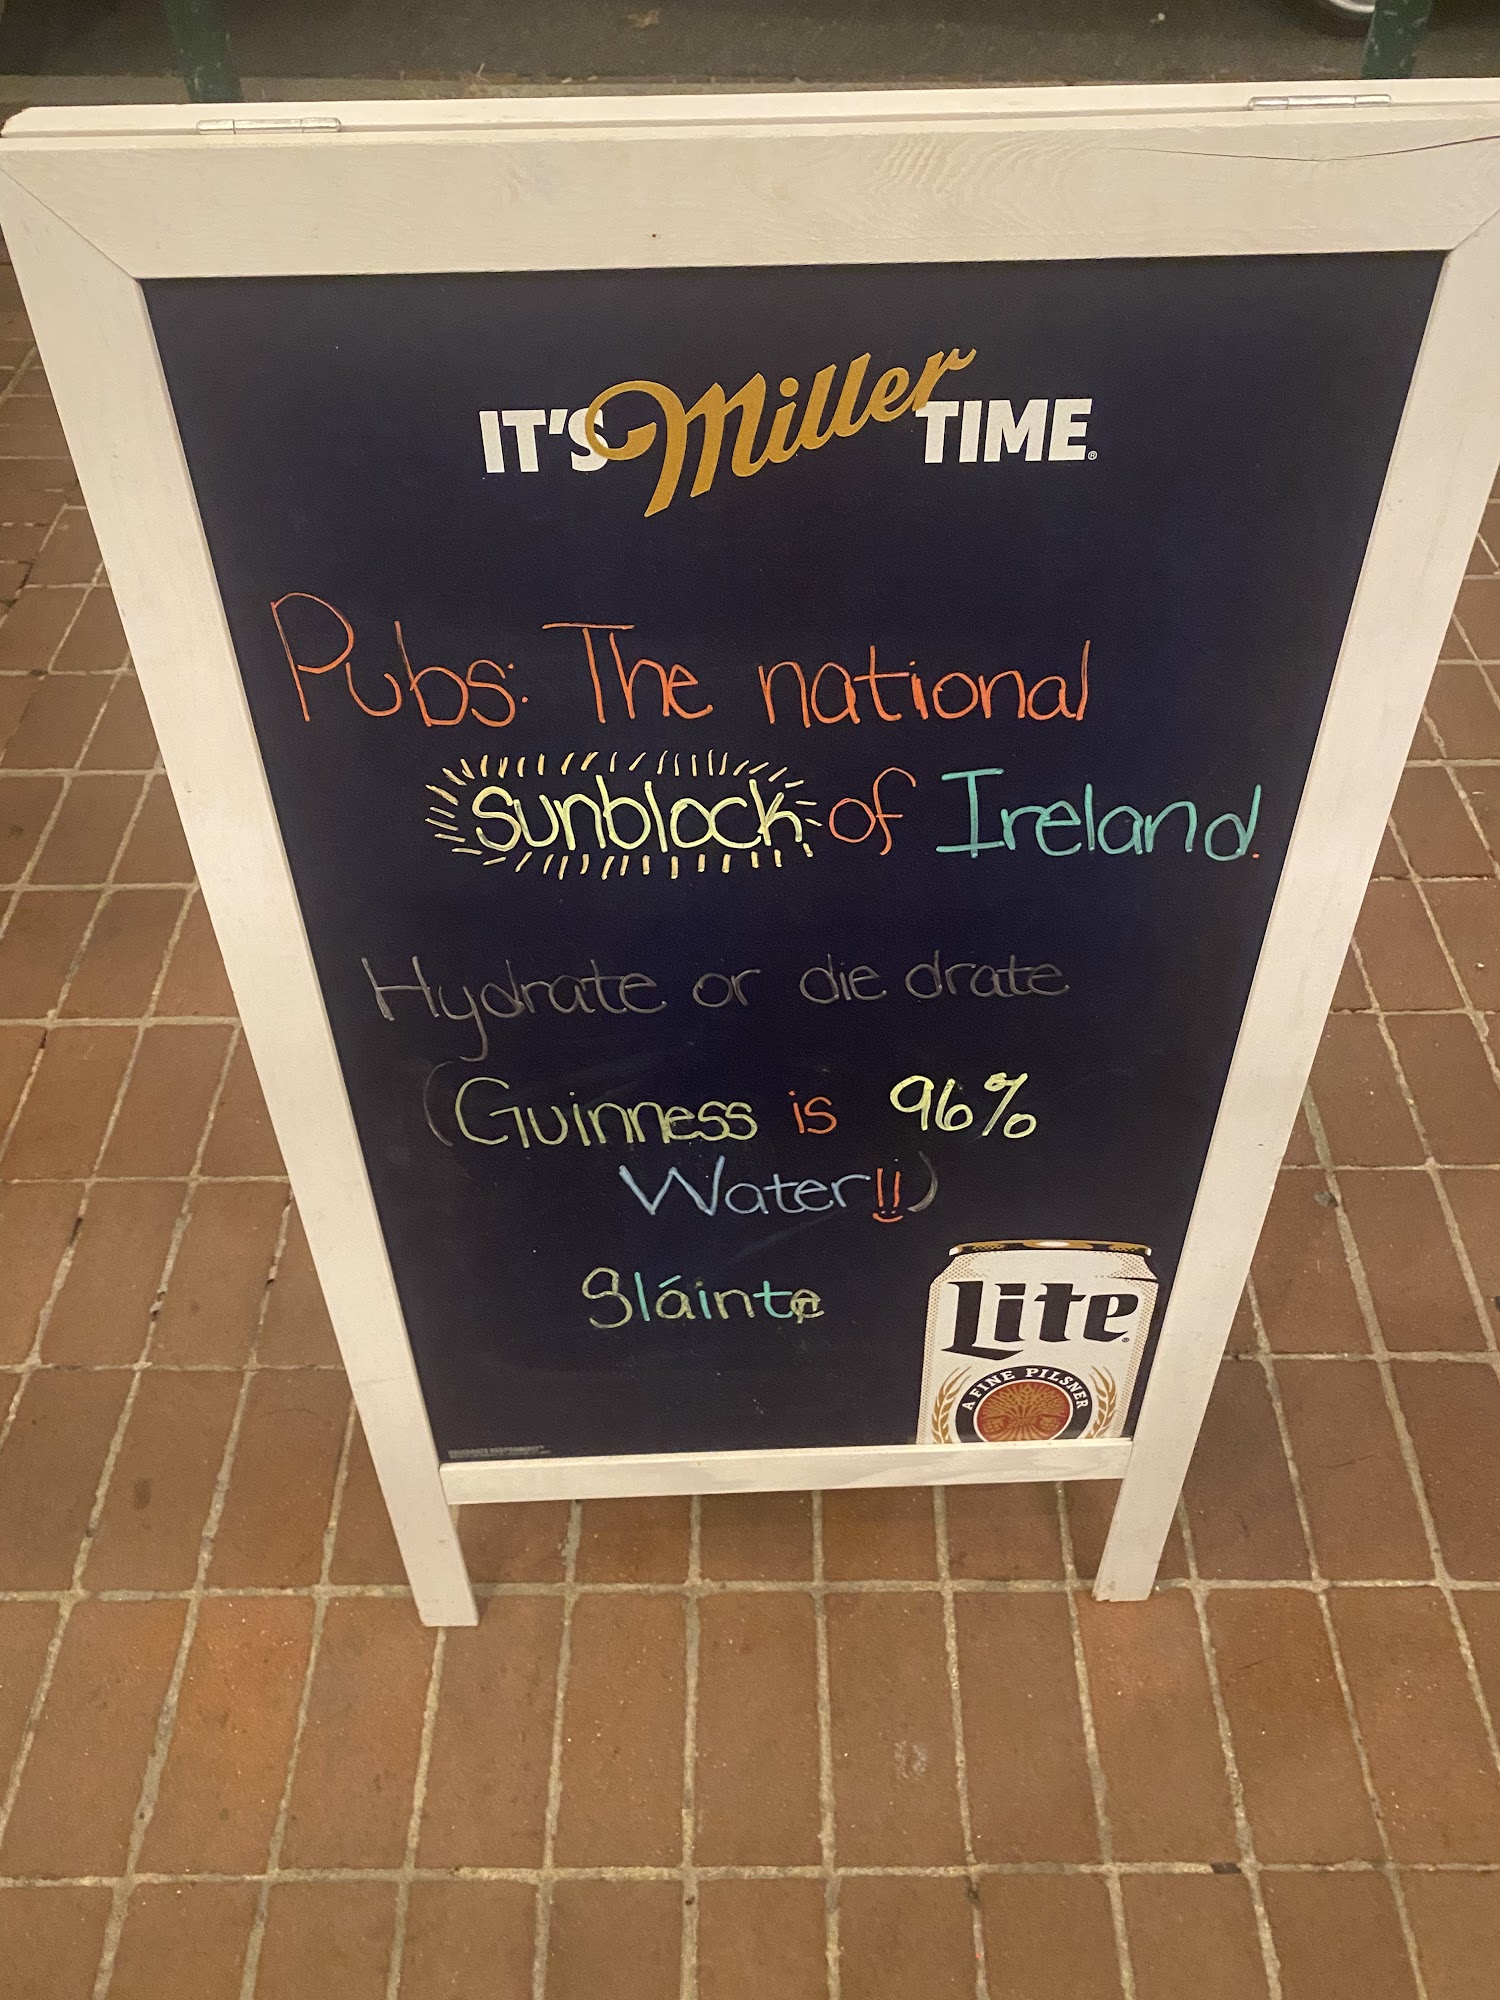 IT'S Miller TIME®
Pubs: The national
sunblock of Ireland.
Hydrate or die drate
(Guinness is 96%
Water!!)
Sláinte
Lite
A FINE PILSNER